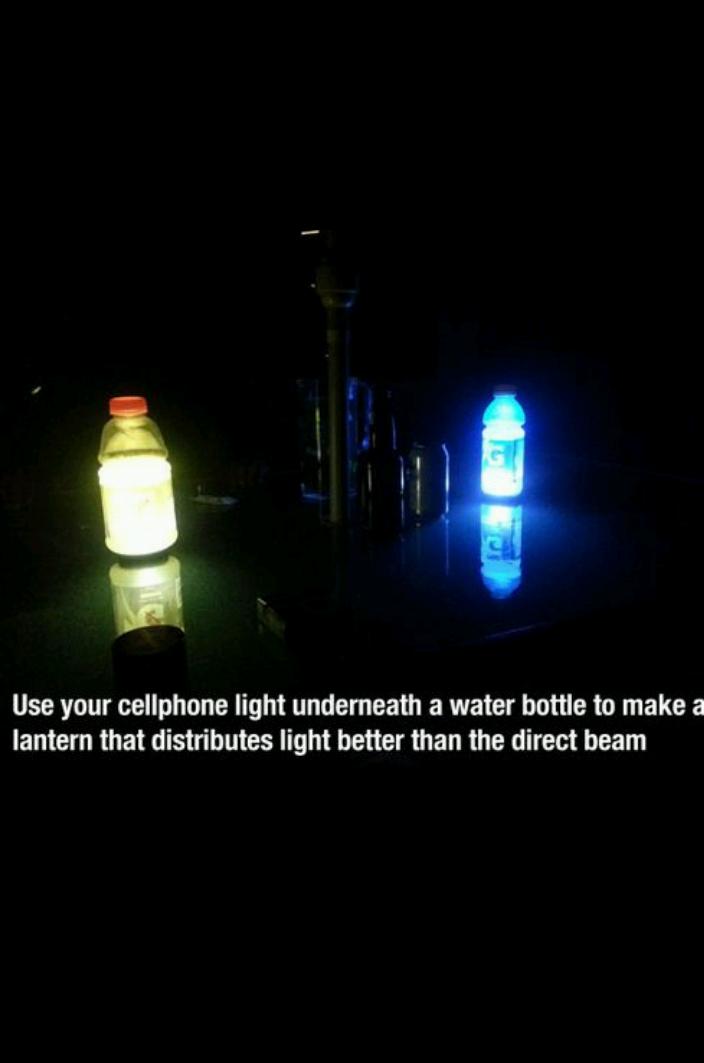 G
Use your cellphone light underneath a water bottle to make a
lantern that distributes light better than the direct beam